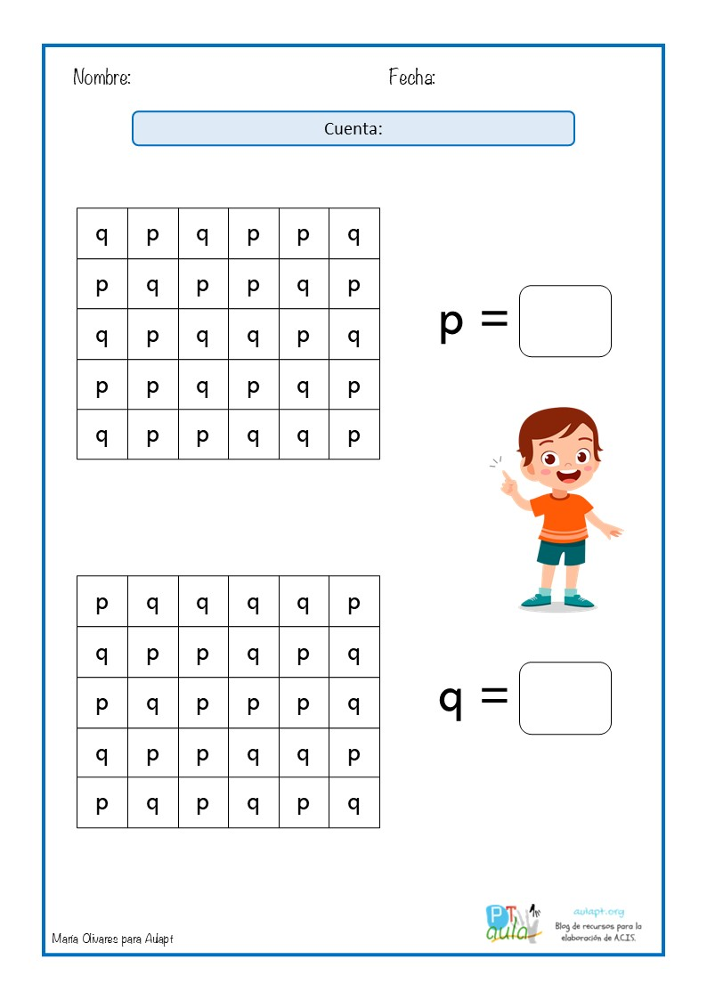 Nombre: Fecha:
Cuenta:
q p q p p q
p q p p q p
q p q q p q
p p q p q p
q p p q q p
p =
p q q q q p
q p p q p q
p q p p p q
q p p q q p
p q p q p q
q =
María Olivares para Aulapt
PT
aula
aulapt.org
Blog de recursos para la
elaboración de A.C.I.S.